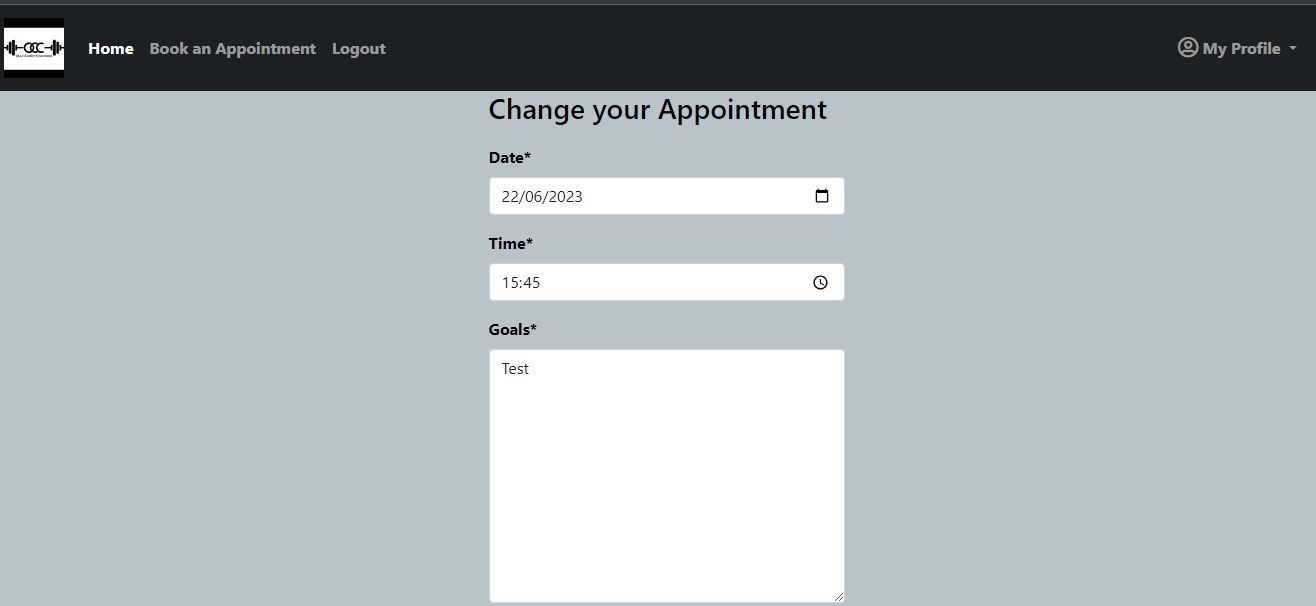 OCC
Home Book an Appointment Logout My Profile
Change your Appointment
Date*
22/06/2023
Time*
15:45
Goals*
Test